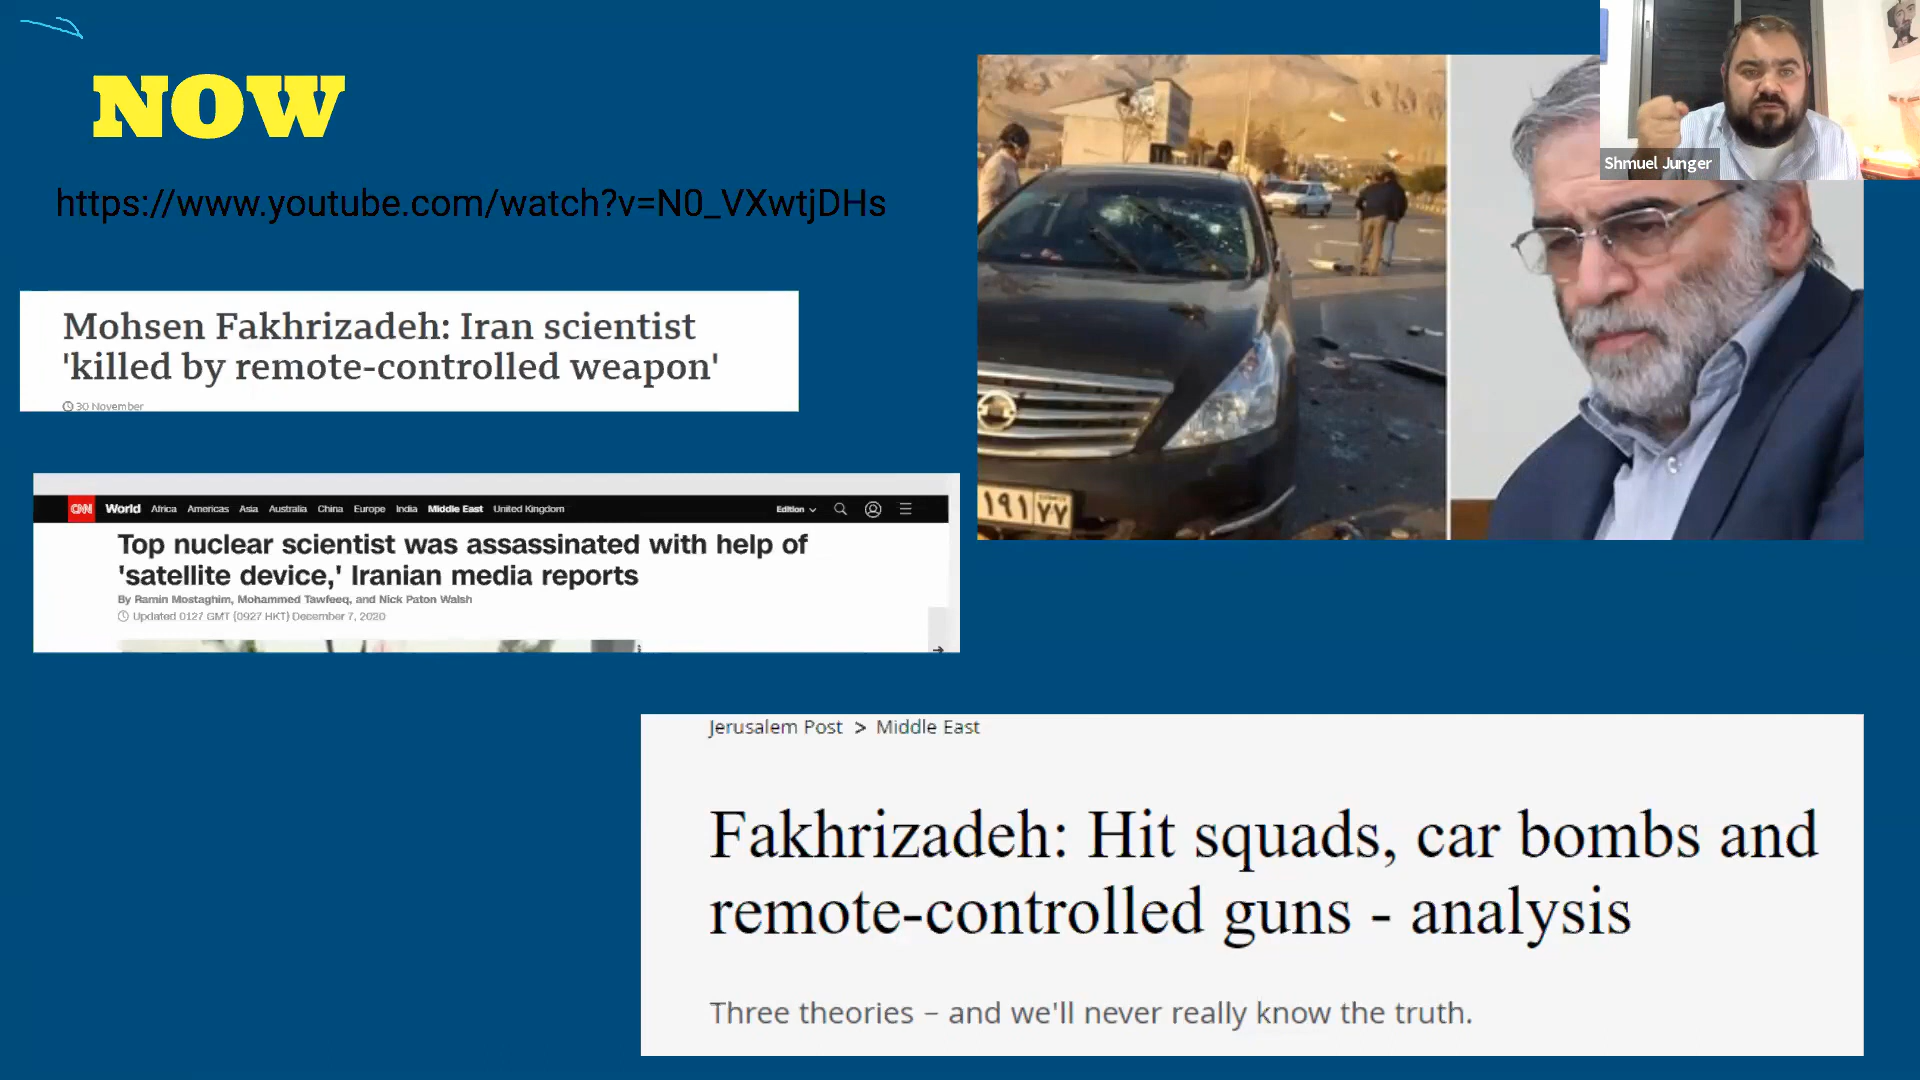 NOW
https://www.youtube.com/watch?v=N0_VXwtjDHs
Mohsen Fakhrizadeh: Iran scientist
'killed by remote-controlled weapon'
30 November
CNN World Africa Americas Asia Australia China Europe India Middle East United Kingdom Edition
Top nuclear scientist was assassinated with help of
'satellite device,' Iranian media reports
By Ramin Mostaghim, Mohammed Tawfeeq, and Nick Paton Walsh
Updated 0127 GMT (0927 HKT) December 7, 2020
Shmuel Junger
۱۹۱ ۷۷
Jerusalem Post > Middle East
Fakhrizadeh: Hit squads, car bombs and
remote-controlled guns - analysis
Three theories – and we'll never really know the truth.